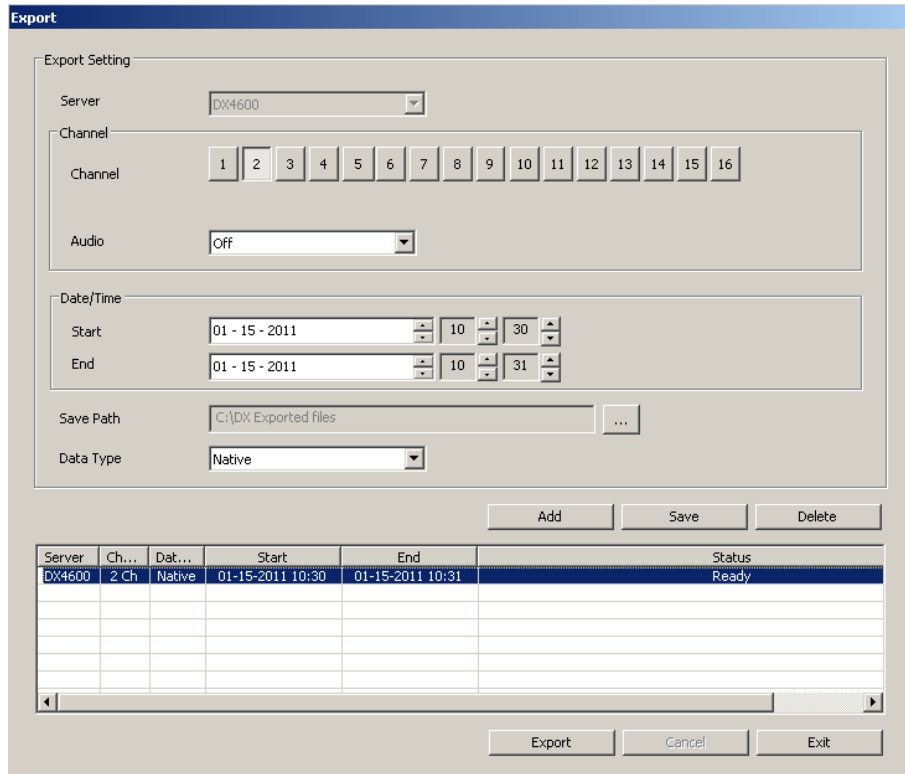 Export
Export Setting
Server DX4600
Channel
Channel 1 2 3 4 5 6 7 8 9 10 11 12 13 14 15 16
Audio Off
Date/Time
Start 01 - 15 - 2011 10 30
End 01 - 15 - 2011 10 31
Save Path C:\DX Exported files ...
Data Type Native
Add Save Delete
Server Ch... Dat... Start End Status
DX4600 2 Ch Native 01-15-2011 10:30 01-15-2011 10:31 Ready
Export Cancel Exit